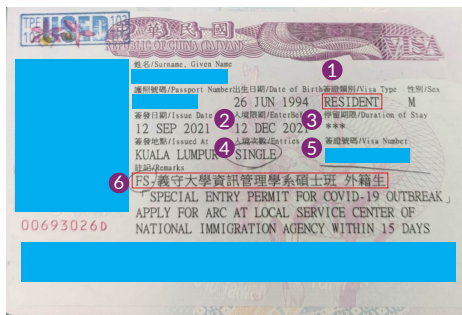 USED
中華民國
REPUBLIC OF CHINA (TAIWAN)
VISA
姓名/Surname, Given Name
1
護照號碼/Passport Number 出生日期/Date of Birth 簽證類別/Visa Type 性別/Sex
26 JUN 1994 RESIDENT M
簽發日期/Issue Date 2 入境限期/Enter 3 停留期限/Duration of Stay
12 SEP 2021 12 DEC 2021 ***
簽發地點/Issued At 4 入境次數/Entries 5 簽證號碼/Visa Number
KUALA LUMPUR SINGLE
註記/Remarks
6 FS/義守大學資訊管理學系碩士班 外籍生
「SPECIAL ENTRY PERMIT FOR COVID-19 OUTBREAK」
APPLY FOR ARC AT LOCAL SERVICE CENTER OF
00693026D NATIONAL IMMIGRATION AGENCY WITHIN 15 DAYS